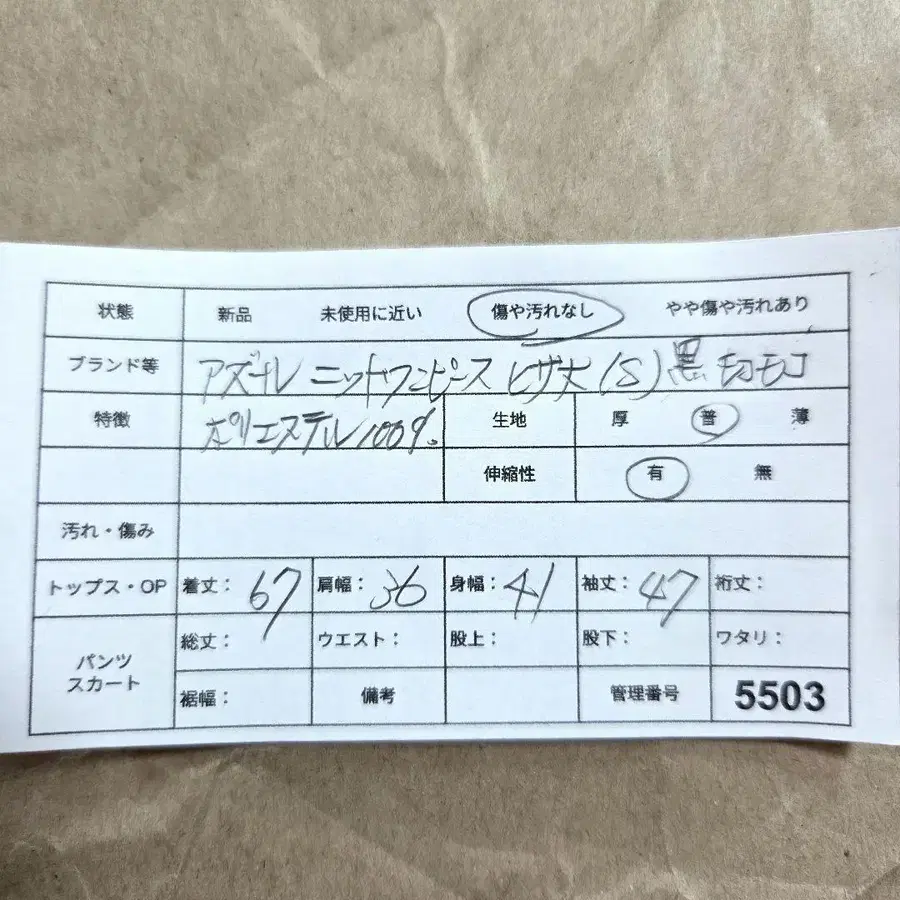 状態 新品 未使用に近い 傷や汚れなし やや傷や汚れあり
ブランド等 アズール ニットワンピース ヒザ丈 (S) 黒
特徴 ポリエステル100% 生地 厚 普 薄
伸縮性 有 無
汚れ・傷み
トップス・OP 着丈: 67 肩幅: 36 身幅: 41 袖丈: 47 裄丈:
パンツ スカート 総丈: ウエスト: 股上: 股下: ワタリ:
裾幅: 備考 管理番号 5503